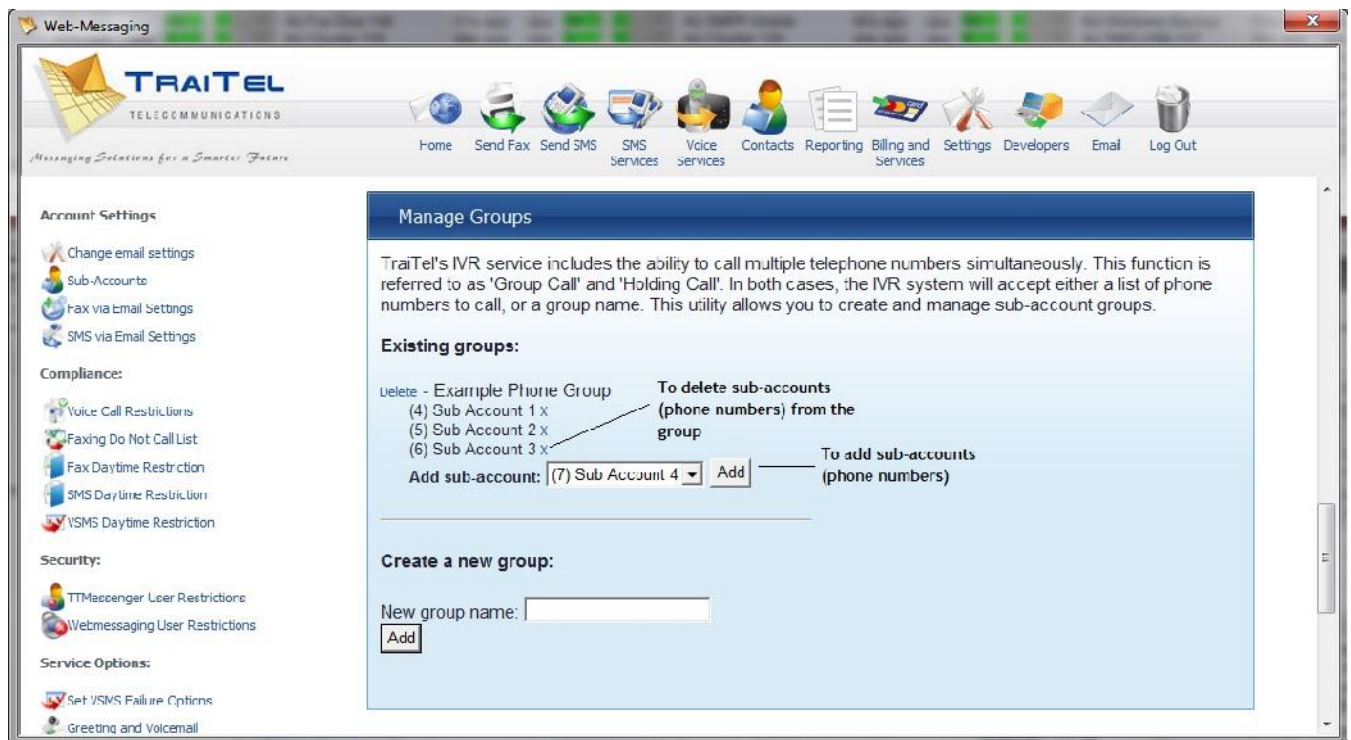 Web-Messaging
TRAITEL
TELECOMMUNICATIONS
Messaging Solutions for a Smarter Future
Home
Send Fax
Send SMS
SMS Services
Voice Services
Contacts
Reporting
Billing and Services
Settings
Developers
Email
Log Out
Account Settings
Change email settings
Sub-Accounts
Fax via Email Settings
SMS via Email Settings
Compliance:
Voice Call Restrictions
Faxing Do Not Call List
Fax Daytime Restriction
SMS Daytime Restriction
VSMS Daytime Restriction
Security:
TTMessenger User Restrictions
Webmessaging User Restrictions
Service Options:
Set VSMS Failure Options
Greeting and Voicemail
Manage Groups
TraiTel's IVR service includes the ability to call multiple telephone numbers simultaneously. This function is
referred to as 'Group Call' and 'Holding Call'. In both cases, the IVR system will accept either a list of phone
numbers to call, or a group name. This utility allows you to create and manage sub-account groups.
Existing groups:
Delete - Example Phone Group
(4) Sub Account 1 x
(5) Sub Account 2 x
(6) Sub Account 3 x
Add sub-account: (7) Sub Account 4 Add
To delete sub-accounts
(phone numbers) from the
group
To add sub-accounts
(phone numbers)
Create a new group:
New group name:
Add